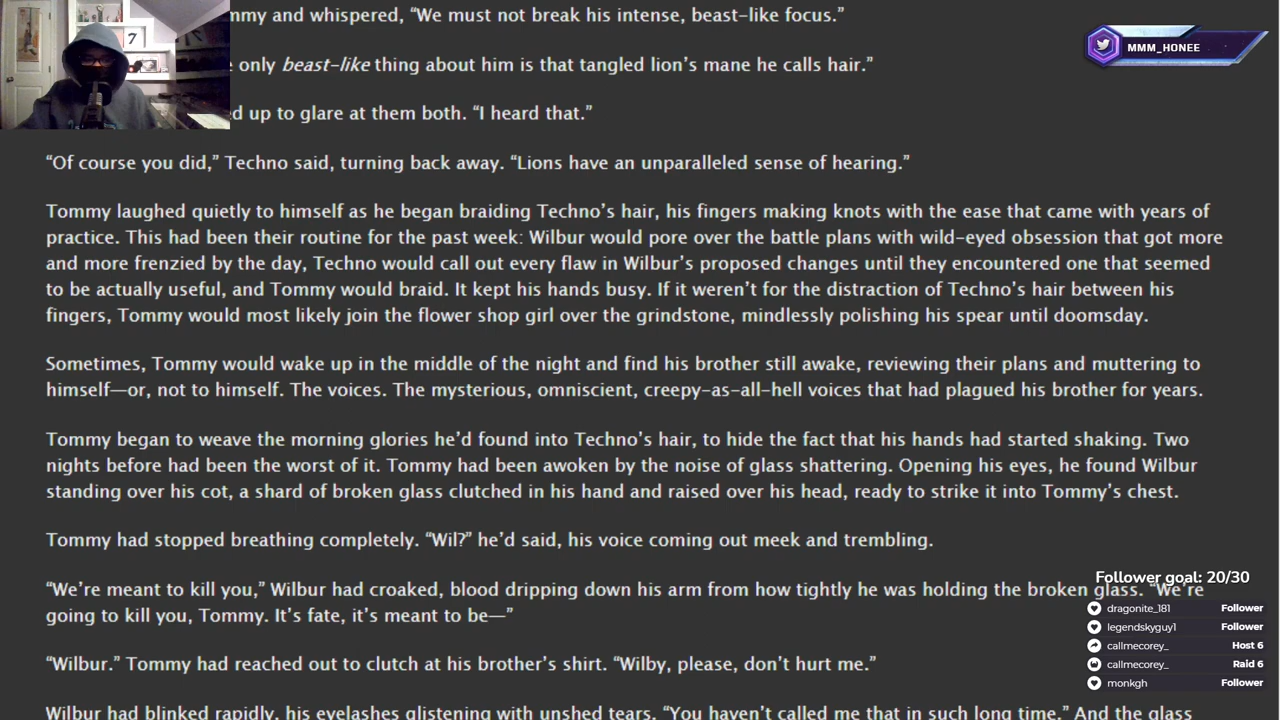 mmy and whispered, “We must not break his intense, beast-like focus.”
only beast-like thing about him is that tangled lion’s mane he calls hair.”
ed up to glare at them both. “I heard that.”
“Of course you did,” Techno said, turning back away. “Lions have an unparalleled sense of hearing.”
Tommy laughed quietly to himself as he began braiding Techno’s hair, his fingers making knots with the ease that came with years of
practice. This had been their routine for the past week: Wilbur would pore over the battle plans with wild-eyed obsession that got more
and more frenzied by the day, Techno would call out every flaw in Wilbur’s proposed changes until they encountered one that seemed
to be actually useful, and Tommy would braid. It kept his hands busy. If it weren’t for the distraction of Techno’s hair between his
fingers, Tommy would most likely join the flower shop girl over the grindstone, mindlessly polishing his spear until doomsday.
Sometimes, Tommy would wake up in the middle of the night and find his brother still awake, reviewing their plans and muttering to
himself—or, not to himself. The voices. The mysterious, omniscient, creepy-as-all-hell voices that had plagued his brother for years.
Tommy began to weave the morning glories he’d found into Techno’s hair, to hide the fact that his hands had started shaking. Two
nights before had been the worst of it. Tommy had been awoken by the noise of glass shattering. Opening his eyes, he found Wilbur
standing over his cot, a shard of broken glass clutched in his hand and raised over his head, ready to strike it into Tommy’s chest.
Tommy had stopped breathing completely. “Wil?” he’d said, his voice coming out meek and trembling.
“We’re meant to kill you,” Wilbur had croaked, blood dripping down his arm from how tightly he was holding the broken glass. “We’re
going to kill you, Tommy. It’s fate, it’s meant to be—”
“Wilbur.” Tommy had reached out to clutch at his brother’s shirt. “Wilby, please, don’t hurt me.”
Wilbur had blinked rapidly, his eyelashes glistening with unshed tears. “You haven’t called me that in such long time.” And the glass
7
MMM_HONEE
Follower goal: 20/30
dragonite_181 Follower
legendskyguy1 Follower
callmecorey_ Host 6
callmecorey_ Raid 6
monkgh Follower